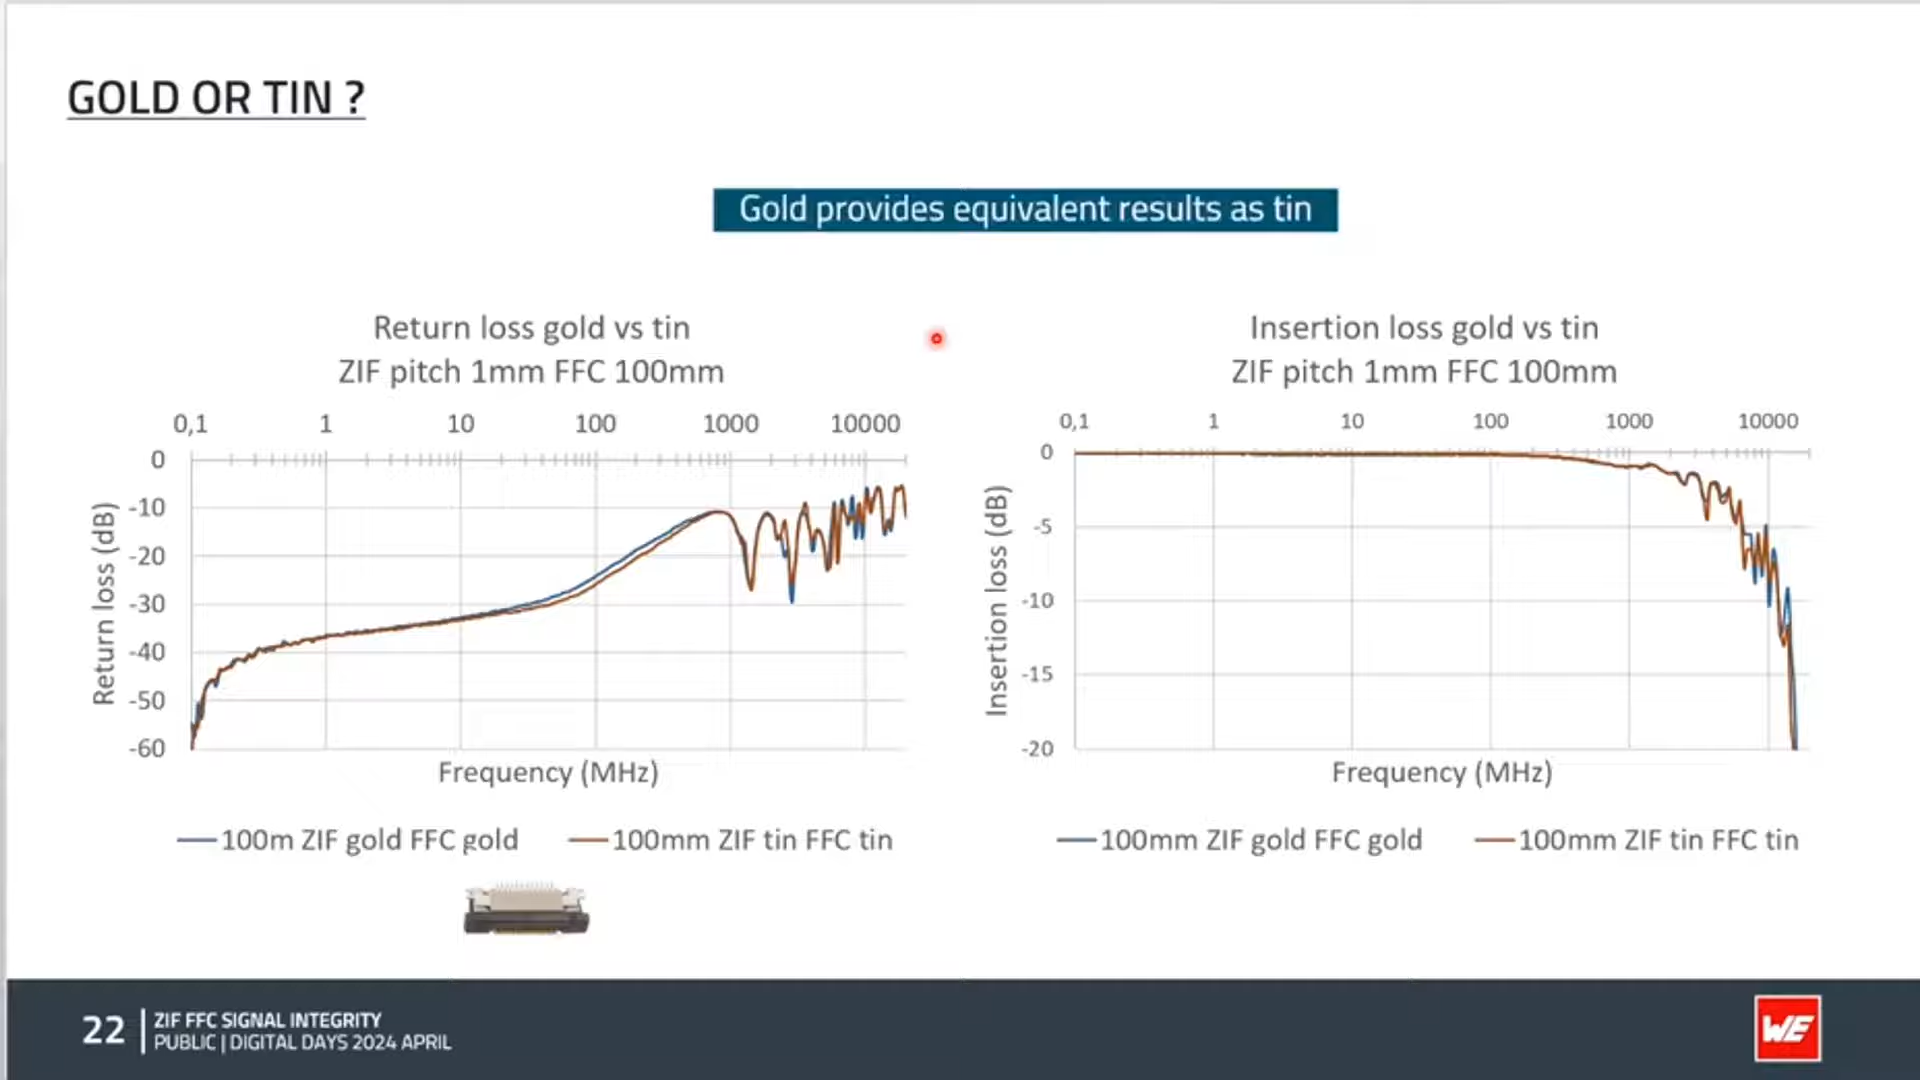 GOLD OR TIN ?
Gold provides equivalent results as tin
Return loss gold vs tin
ZIF pitch 1mm FFC 100mm
0,1 1 10 100 1000 10000
0
-10
-20
-30
-40
-50
-60
Return loss (dB)
Frequency (MHz)
100m ZIF gold FFC gold
100mm ZIF tin FFC tin
Insertion loss gold vs tin
ZIF pitch 1mm FFC 100mm
0,1 1 10 100 1000 10000
0
-5
-10
-15
-20
Insertion loss (dB)
Frequency (MHz)
100mm ZIF gold FFC gold
100mm ZIF tin FFC tin
22
ZIF FFC SIGNAL INTEGRITY
PUBLIC | DIGITAL DAYS 2024 APRIL
WE